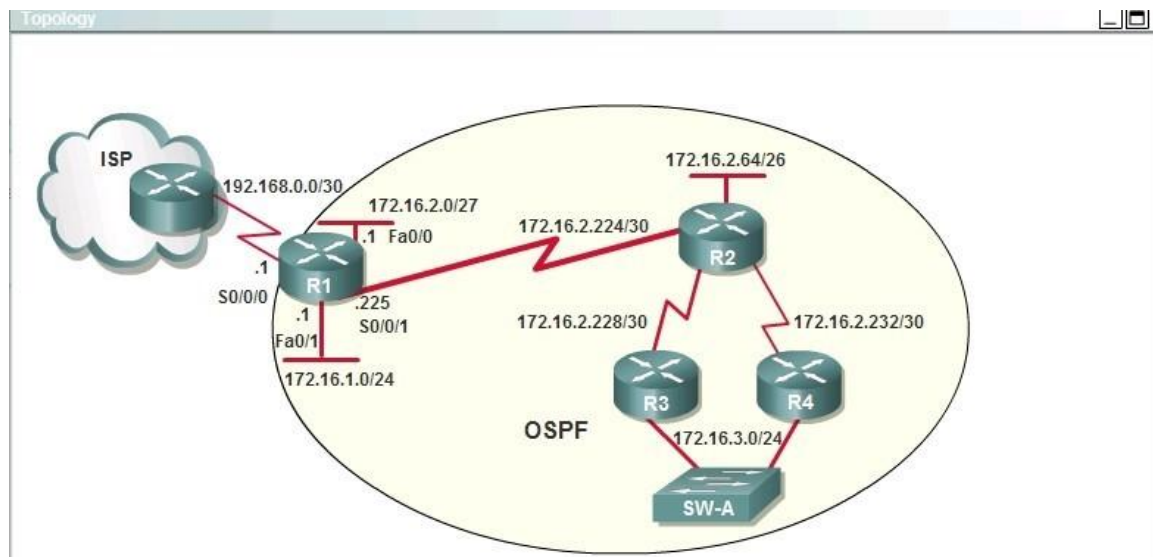 Topology
ISP
192.168.0.0/30
172.16.2.0/27
.1 Fa0/0
172.16.2.64/26
172.16.2.224/30
R2
.1
S0/0/0
R1
.225
S0/0/1
.1
Fa0/1
172.16.1.0/24
172.16.2.228/30
172.16.2.232/30
R3
R4
OSPF
172.16.3.0/24
SW-A